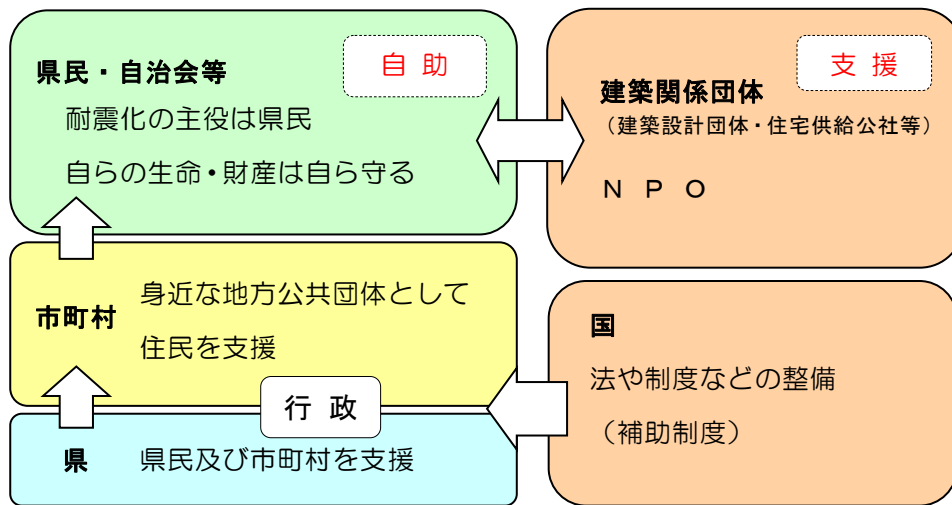 県民・自治会等
自 助
耐震化の主役は県民
自らの生命・財産は自ら守る
支 援
建築関係団体
（建築設計団体・住宅供給公社等）
Ｎ Ｐ Ｏ
市町村
身近な地方公共団体として
住民を支援
行 政
県
県民及び市町村を支援
国
法や制度などの整備
（補助制度）